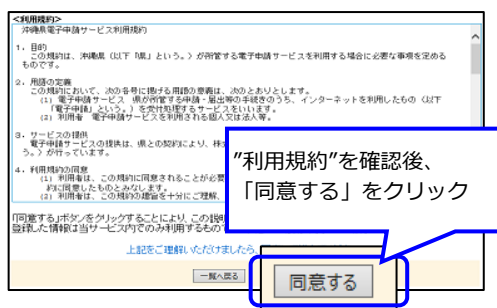 <利用規約>
沖縄県電子申請サービス利用規約
1．目的
この規約は、沖縄県（以下「県」という。）が所管する電子申請サービスを利用する場合に必要な事項を定める
ものです。
2．用語の定義
この規約において、次の各号に掲げる用語の意義は、次のとおりとします。
(1) 電子申請サービス 県が所管する申請・届出等の手続きのうち、インターネットを利用したもの（以下
「電子申請」という。）を受付処理するサービスをいいます。
(2) 利用者 電子申請サービスを利用される個人又は法人等。
3．サービスの提供
電子申請サービスの提供は、県との契約により、株
う。）が行っています。
4．利用規約の同意
(1) 利用者は、この規約に同意されることが必要
約に同意したものとみなします。
(2) 利用者は、この規約の趣旨を十分にご理解、
"利用規約"を確認後、
「同意する」をクリック
「同意する」ボタンをクリックすることにより、この説明
登録した情報は当サービス内でのみ利用するもので
上記をご理解いただけましたら、
一覧へ戻る
同意する